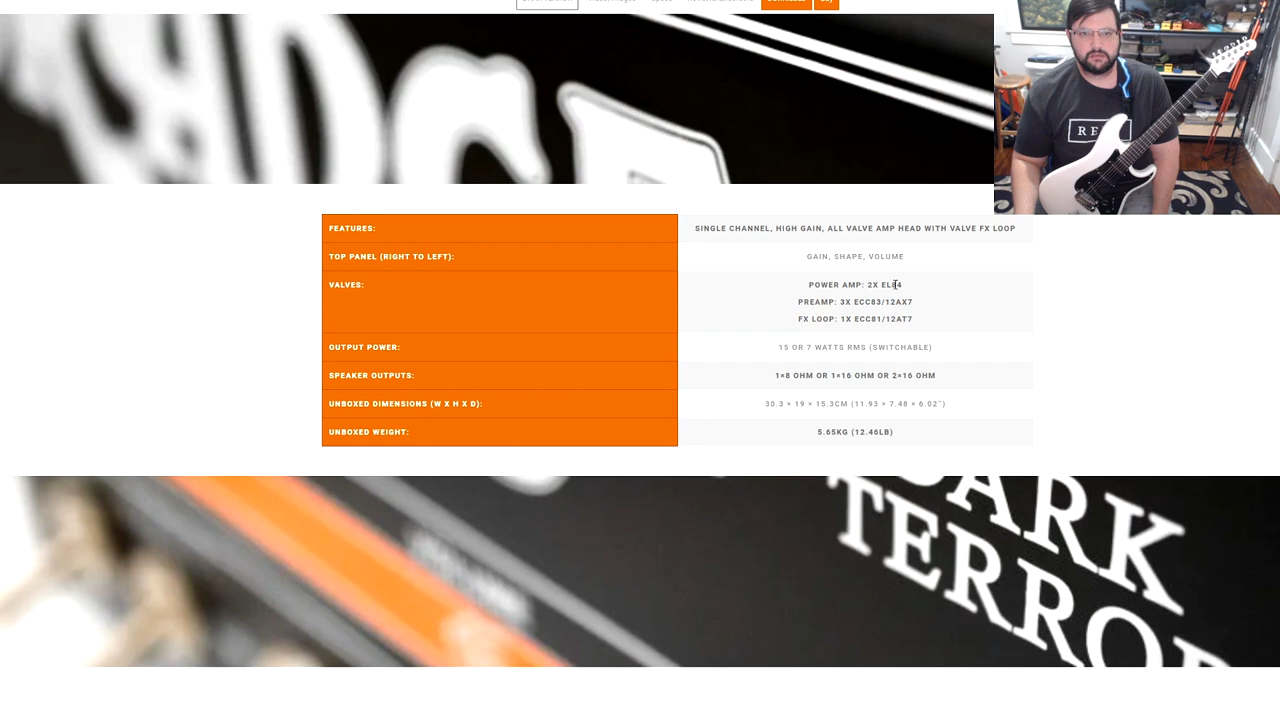 FEATURES:
SINGLE CHANNEL, HIGH GAIN, ALL VALVE AMP HEAD WITH VALVE FX LOOP
TOP PANEL (RIGHT TO LEFT):
GAIN, SHAPE, VOLUME
VALVES:
POWER AMP: 2X EL84
PREAMP: 3X ECC83/12AX7
FX LOOP: 1X ECC81/12AT7
OUTPUT POWER:
15 OR 7 WATTS RMS (SWITCHABLE)
SPEAKER OUTPUTS:
1×8 OHM OR 1×16 OHM OR 2×16 OHM
UNBOXED DIMENSIONS (W X H X D):
30.3 × 19 × 15.3CM (11.93 × 7.48 × 6.02″)
UNBOXED WEIGHT:
5.65KG (12.46LB)
DARK
TERROR